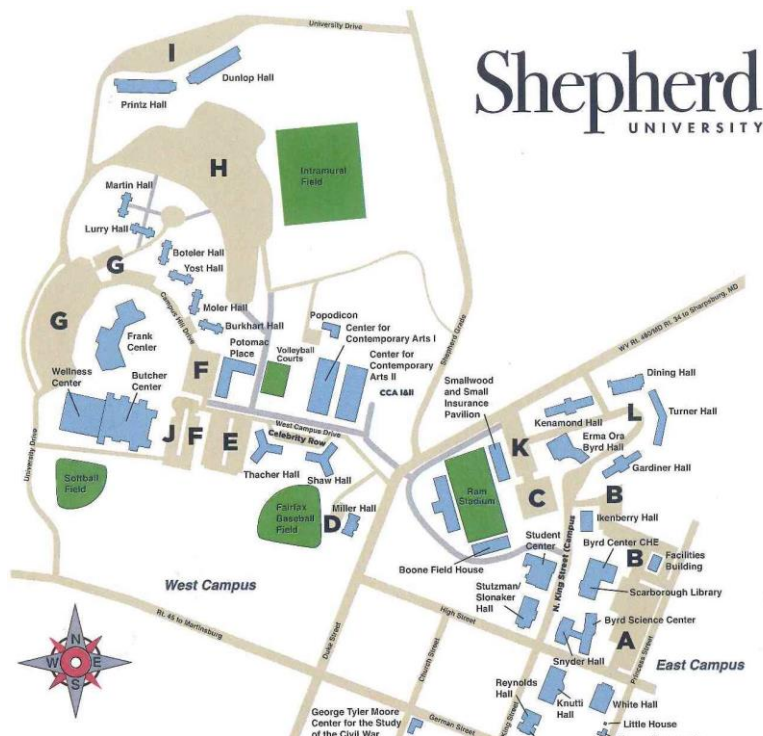 University Drive
Shepherd
UNIVERSITY
I
Dunlop Hall
Printz Hall
H
Intramural
Field
Martin Hall
Lurry Hall
Boteler Hall
G
Yost Hall
G
Moler Hall
Burkhart Hall
Campus Hill Drive
Frank
Center
Potomac
Place
Popodicon
Center for
Contemporary Arts I
Volleyball
Courts
Center for
Contemporary
Arts II
CCA I&II
Shepherd Grade
WV Rt. 480/MD Rt. 34 to Sharpsburg, MD
Wellness
Center
Butcher
Center
F
Smallwood
and Small
Insurance
Pavilion
Dining Hall
Kenamond Hall
L
Turner Hall
Erma Ora
Byrd Hall
Gardiner Hall
J
F
E
West Campus Drive
Celebrity Row
K
University Drive
Softball
Field
Thacher Hall
Shaw Hall
Ram
Stadium
C
B
Fairfax
Baseball
Field
D
Miller Hall
Ikenberry Hall
Student
Center
Byrd Center CHE
Boone Field House
N. King Street (Campus
B
Facilities
Building
West Campus
Stutzman/
Slonaker
Hall
Scarborough Library
Byrd Science Center
High Street
Rt. 45 to Martinsburg
Duke Street
Church Street
A
Snyder Hall
Princess Street
East Campus
N
W
E
S
Reynolds
Hall
Knutti
Hall
White Hall
King Street
Little House
George Tyler Moore
Center for the Study
of the Civil War
German Street